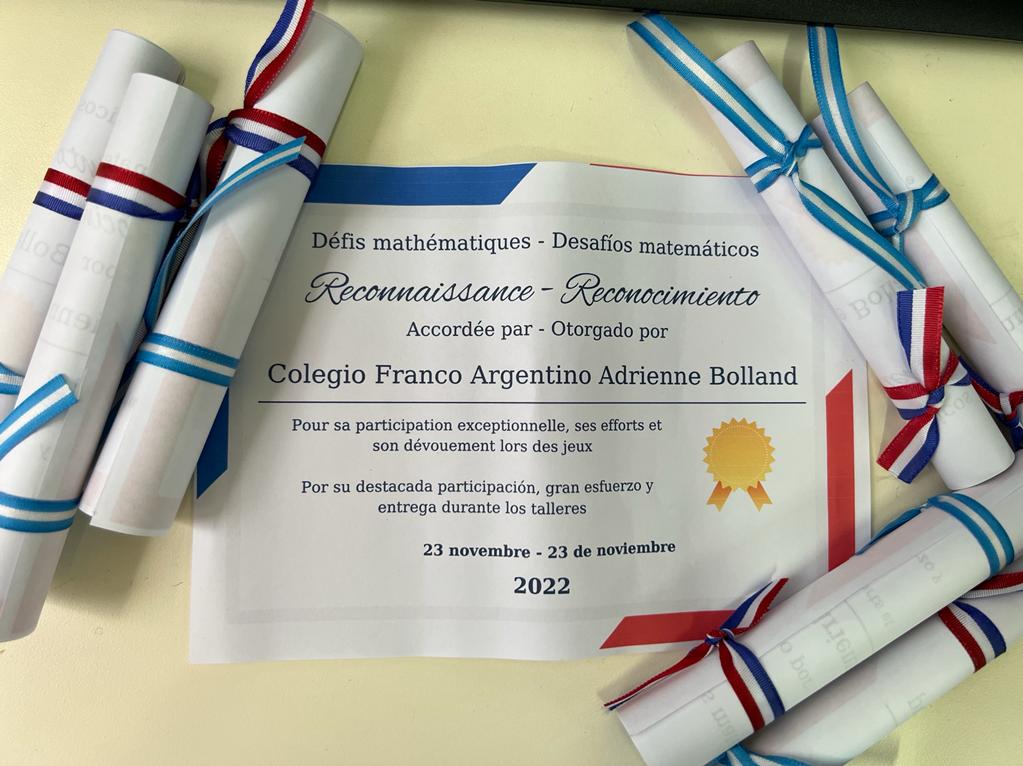 Défis mathématiques - Desafíos matemáticos
Reconnaissance - Reconocimiento
Accordée par - Otorgado por
Colegio Franco Argentino Adrienne Bolland
Pour sa participation exceptionnelle, ses efforts et
son dévouement lors des jeux
Por su destacada participación, gran esfuerzo y
entrega durante los talleres
23 novembre - 23 de noviembre
2022